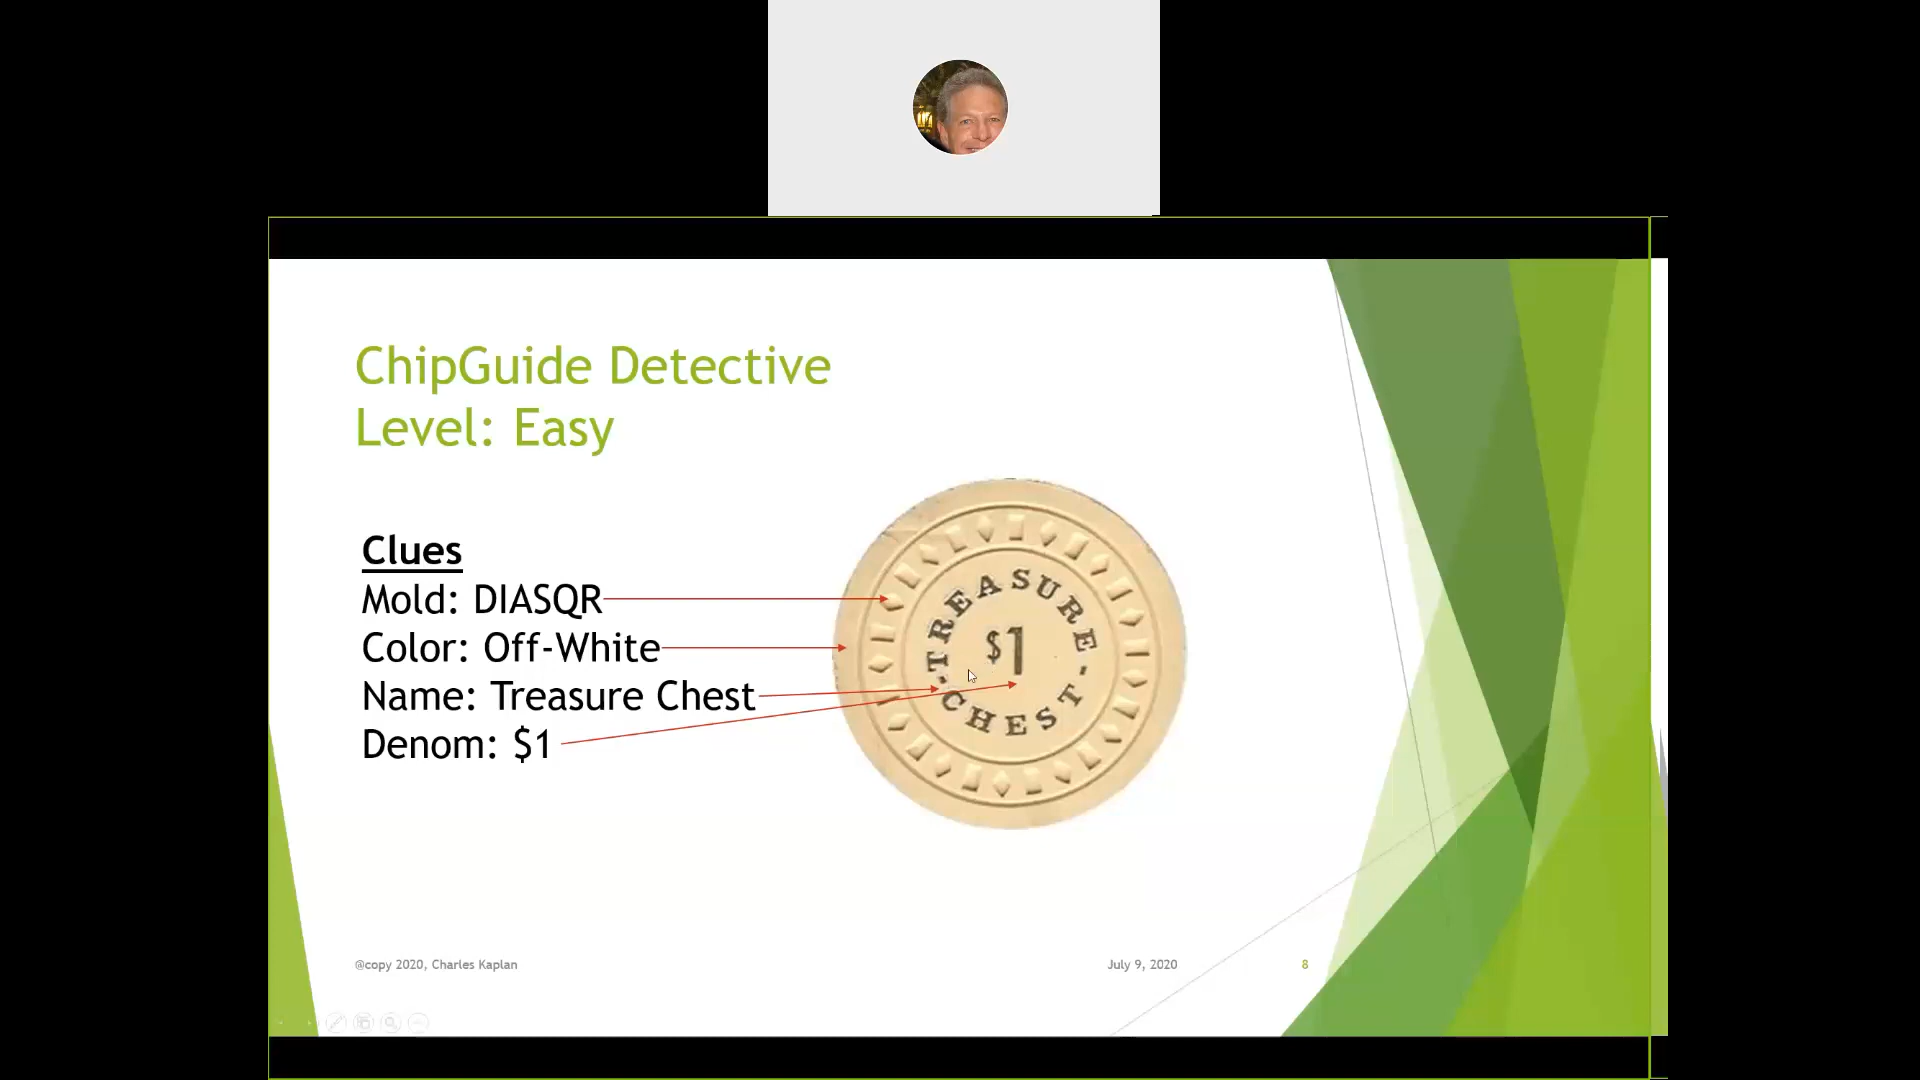 ChipGuide Detective
Level: Easy
Clues
Mold: DIASQR
Color: Off-White
Name: Treasure Chest
Denom: $1
TREASURE
$1
- CHEST -
@copy 2020, Charles Kaplan
July 9, 2020
8